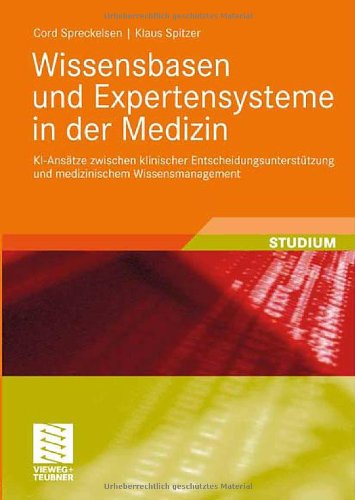 Urheberrechtlich geschütztes Material
Cord Spreckelsen | Klaus Spitzer
Wissensbasen
und Expertensysteme
in der Medizin
KI-Ansätze zwischen klinischer Entscheidungsunterstützung
und medizinischem Wissensmanagement
STUDIUM
VIEWEG+
TEUBNER
Urheberrechtlich geschütztes Material